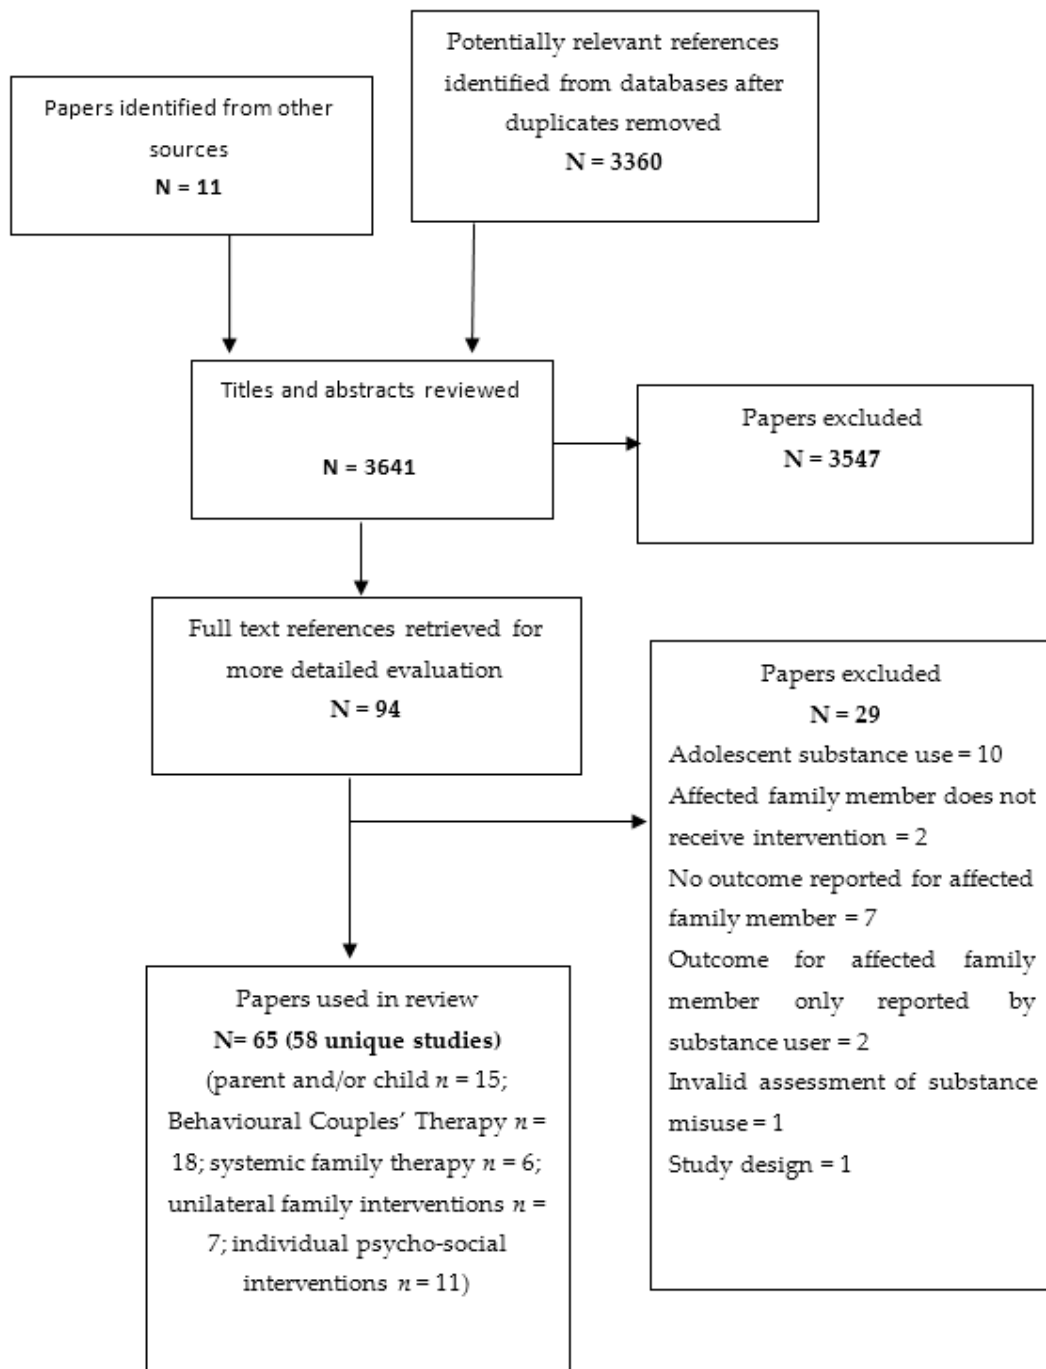 Papers identified from other
sources
N = 11
Potentially relevant references
identified from databases after
duplicates removed
N = 3360
Titles and abstracts reviewed
N = 3641
Papers excluded
N = 3547
Full text references retrieved for
more detailed evaluation
N = 94
Papers excluded
N = 29
Adolescent substance use = 10
Affected family member does not
receive intervention = 2
No outcome reported for affected
family member = 7
Outcome for affected family
member only reported by
substance user = 2
Invalid assessment of substance
misuse = 1
Study design = 1
Papers used in review
N= 65 (58 unique studies)
(parent and/or child n = 15;
Behavioural Couples’ Therapy n =
18; systemic family therapy n = 6;
unilateral family interventions n =
7; individual psycho-social
interventions n = 11)